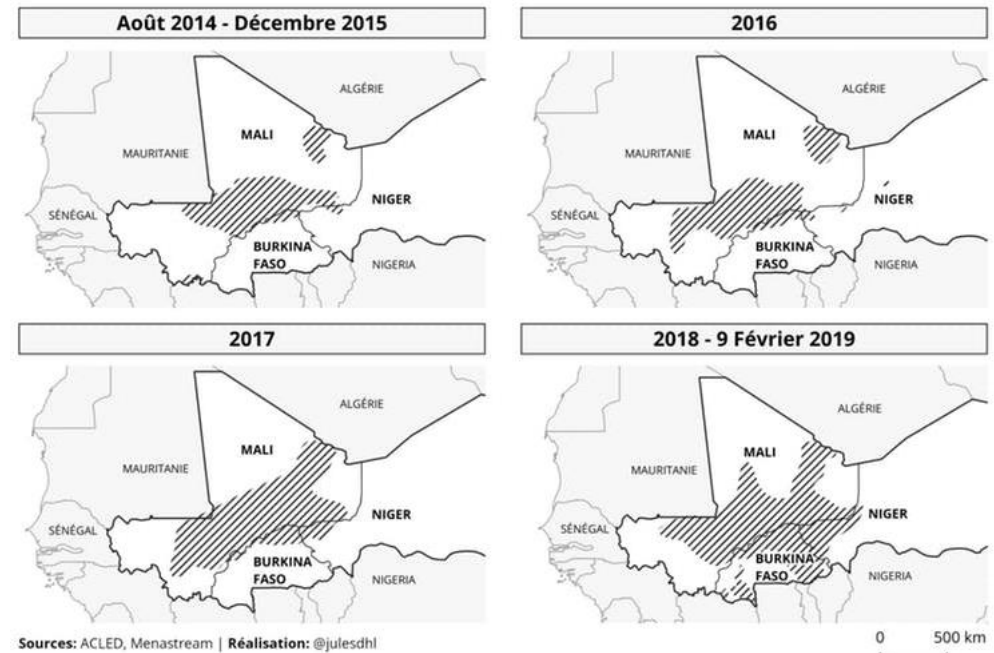 Août 2014 - Décembre 2015
ALGÉRIE
MALI
MAURITANIE
NIGER
SÉNÉGAL
BURKINA
FASO
NIGERIA
2016
ALGÉRIE
MALI
MAURITANIE
NIGER
SÉNÉGAL
BURKINA
FASO
NIGERIA
2017
ALGÉRIE
MALI
MAURITANIE
NIGER
SÉNÉGAL
BURKINA
FASO
NIGERIA
2018 - 9 Février 2019
ALGÉRIE
MALI
MAURITANIE
NIGER
SÉNÉGAL
BURKINA
FASO
NIGERIA
Sources: ACLED, Menastream | Réalisation: @julesdhl
0 500 km